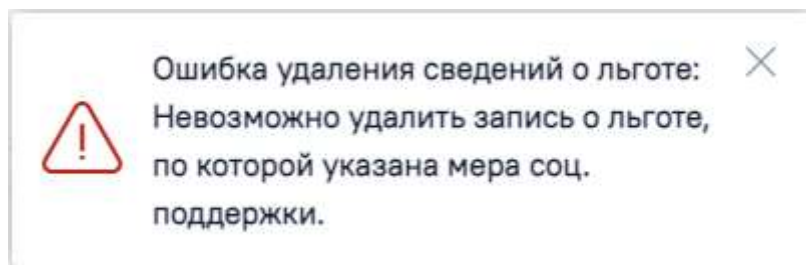 Ошибка удаления сведений о льготе:
Невозможно удалить запись о льготе,
по которой указана мера соц.
поддержки.